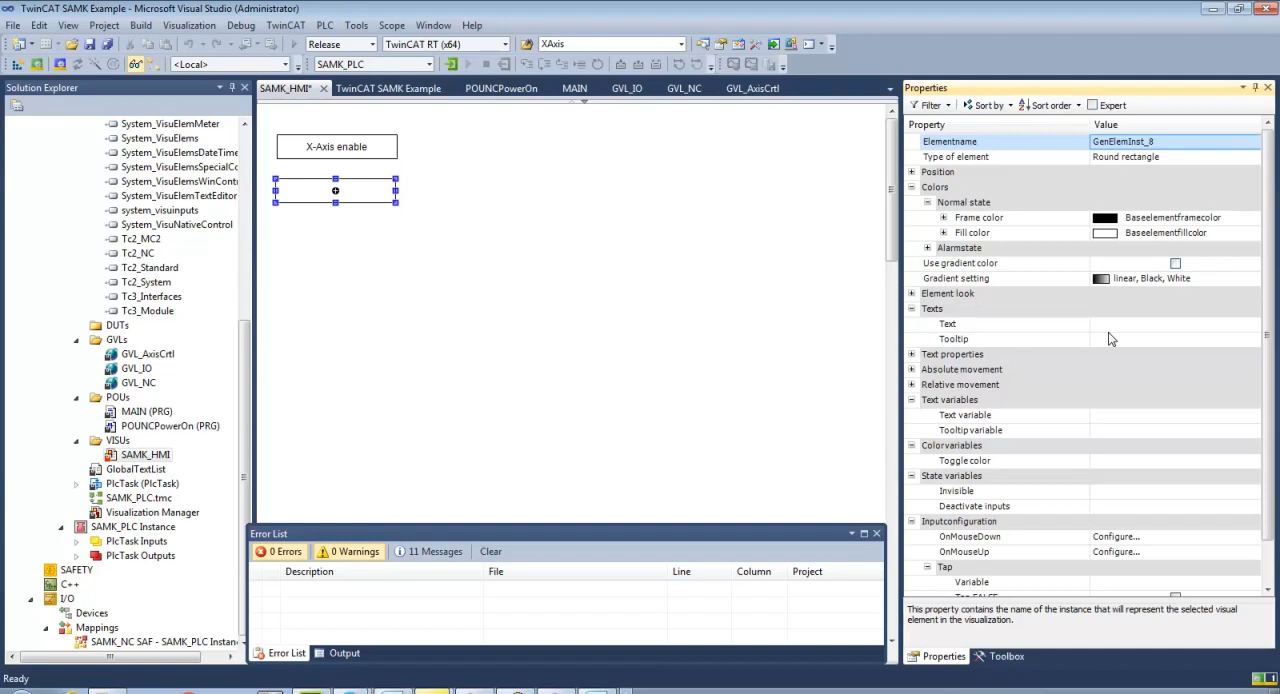 TwinCAT SAMK Example - Microsoft Visual Studio (Administrator)
File Edit View Project Build Visualization Debug TwinCAT PLC Tools Scope Window Help
Release TwinCAT RT (x64) XAxis
<Local> SAMK_PLC
Solution Explorer
System_VisuElemMeter
System_VisuElems
System_VisuElemsDateTime
System_VisuElemsSpecialCo
System_VisuElemsWinContr
System_VisuElemTextEditor
system_visuinputs
System_VisuNativeControl
Tc2_MC2
Tc2_NC
Tc2_Standard
Tc2_System
Tc3_Interfaces
Tc3_Module
DUTs
GVLs
GVL_AxisCrtl
GVL_IO
GVL_NC
POUs
MAIN (PRG)
POUNCPowerOn (PRG)
VISUs
SAMK_HMI
GlobalTextList
PlcTask (PlcTask)
SAMK_PLC.tmc
Visualization Manager
SAMK_PLC Instance
PlcTask Inputs
PlcTask Outputs
SAFETY
C++
I/O
Devices
Mappings
SAMK_NC SAF - SAMK_PLC Instan
SAMK_HMI* TwinCAT SAMK Example POUNCPowerOn MAIN GVL_IO GVL_NC GVL_AxisCrtl
X-Axis enable
Error List
0 Errors 0 Warnings 11 Messages Clear
Description File Line Column Project
Error List Output
Properties
Filter Sort by Sort order Expert
Property Value
Elementname GenElemInst_8
Type of element Round rectangle
Position
Colors
Normal state
Frame color Baseelementframecolor
Fill color Baseelementfillcolor
Alarmstate
Use gradient color
Gradient setting linear, Black, White
Element look
Texts
Text
Tooltip
Text properties
Absolute movement
Relative movement
Text variables
Text variable
Tooltip variable
Colorvariables
Toggle color
State variables
Invisible
Deactivate inputs
Inputconfiguration
OnMouseDown Configure...
OnMouseUp Configure...
Tap
Variable
This property contains the name of the instance that will represent the selected visual
element in the visualization.
Properties Toolbox
Ready